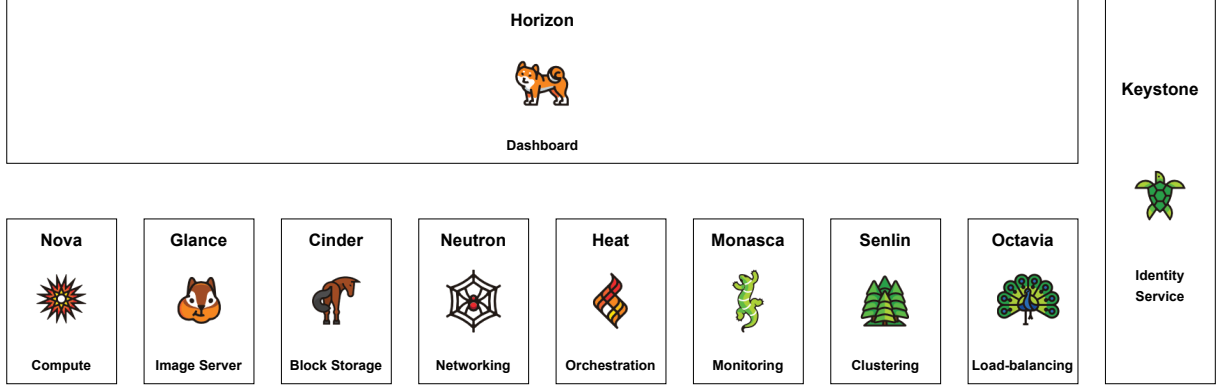 Horizon
Dashboard
Keystone
Identity
Service
Nova
Compute
Glance
Image Server
Cinder
Block Storage
Neutron
Networking
Heat
Orchestration
Monasca
Monitoring
Senlin
Clustering
Octavia
Load-balancing